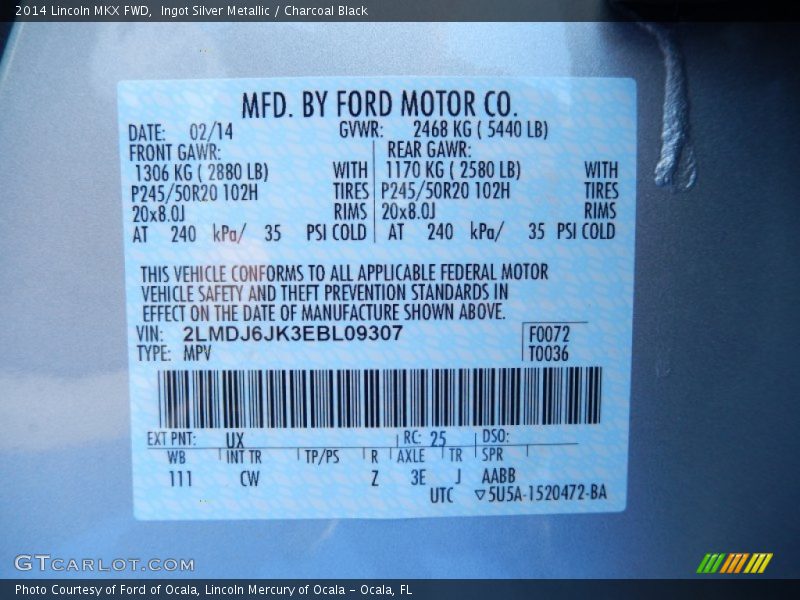 2014 Lincoln MKX FWD,  Ingot Silver Metallic / Charcoal Black
MFD. BY FORD MOTOR CO.
DATE: 02/14 GVWR: 2468 KG ( 5440 LB)
FRONT GAWR: REAR GAWR:
1306 KG ( 2880 LB) WITH 1170 KG ( 2580 LB) WITH
P245/50R20 102H TIRES P245/50R20 102H TIRES
20x8.0J RIMS 20x8.0J RIMS
AT 240 kPa/ 35 PSI COLD AT 240 kPa/ 35 PSI COLD
THIS VEHICLE CONFORMS TO ALL APPLICABLE FEDERAL MOTOR
VEHICLE SAFETY AND THEFT PREVENTION STANDARDS IN
EFFECT ON THE DATE OF MANUFACTURE SHOWN ABOVE.
VIN: 2LMDJ6JK3EBL09307 F0072
TYPE: MPV T0036
EXT PNT: UX RC: 25 DSO:
WB INT TR TP/PS R AXLE TR SPR
111 CW Z 3E J AABB
UTC ▽5U5A-1520472-BA
GTCARLOT.COM
Photo Courtesy of Ford of Ocala, Lincoln Mercury of Ocala – Ocala, FL